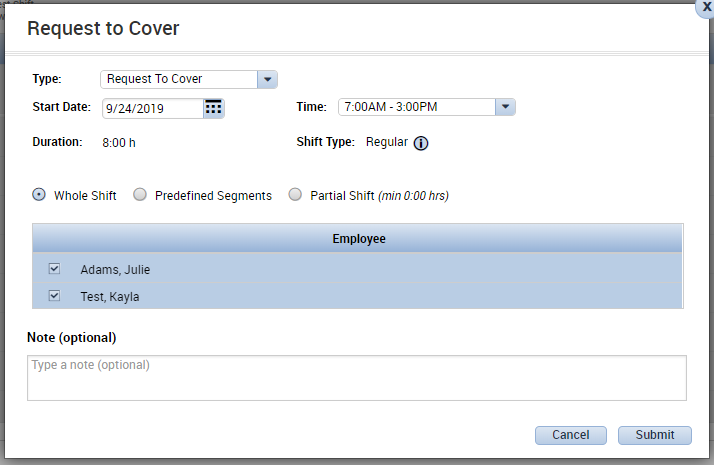 X
Request to Cover
Type: Request To Cover
Start Date: 9/24/2019 Time: 7:00AM - 3:00PM
Duration: 8:00 h Shift Type: Regular
Whole Shift Predefined Segments Partial Shift (min 0:00 hrs)
Employee
Adams, Julie
Test, Kayla
Note (optional)
Type a note (optional)
Cancel Submit